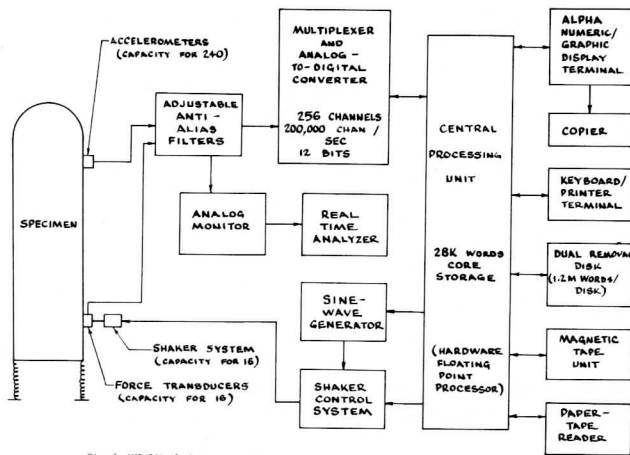 ACCELEROMETERS
(CAPACITY FOR 240)
SPECIMEN
SHAKER SYSTEM
(CAPACITY FOR 16)
FORCE TRANSDUCERS
(CAPACITY FOR 16)
ADJUSTABLE
ANTI-
ALIAS
FILTERS
ANALOG
MONITOR
REAL
TIME
ANALYZER
MULTIPLEXER
AND
ANALOG-
TO-DIGITAL
CONVERTER
256 CHANNELS
200,000 CHAN /
SEC
12 BITS
SINE-
WAVE
GENERATOR
SHAKER
CONTROL
SYSTEM
CENTRAL
PROCESSING
UNIT
28K WORDS
CORE
STORAGE
(HARDWARE
FLOATING
POINT
PROCESSOR)
ALPHA
NUMERIC/
GRAPHIC
DISPLAY
TERMINAL
COPIER
KEYBOARD/
PRINTER
TERMINAL
DUAL REMOVA
DISK
(1.2M WORDS/
DISK)
MAGNETIC
TAPE
UNIT
PAPER-
TAPE
READER